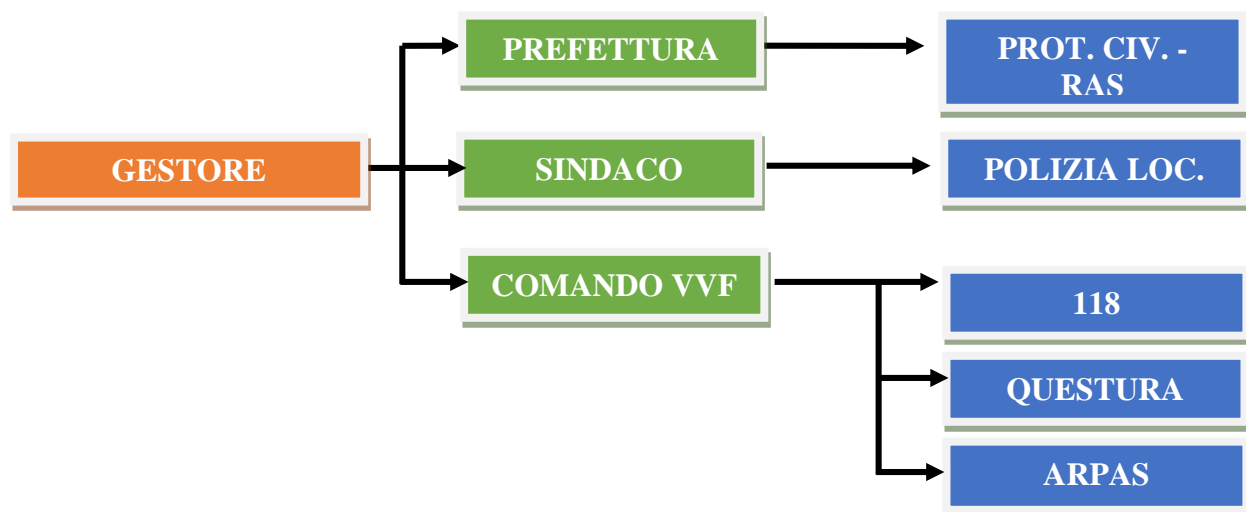 PREFETTURA
PROT. CIV. -
RAS
GESTORE
SINDACO
POLIZIA LOC.
COMANDO VVF
118
QUESTURA
ARPAS